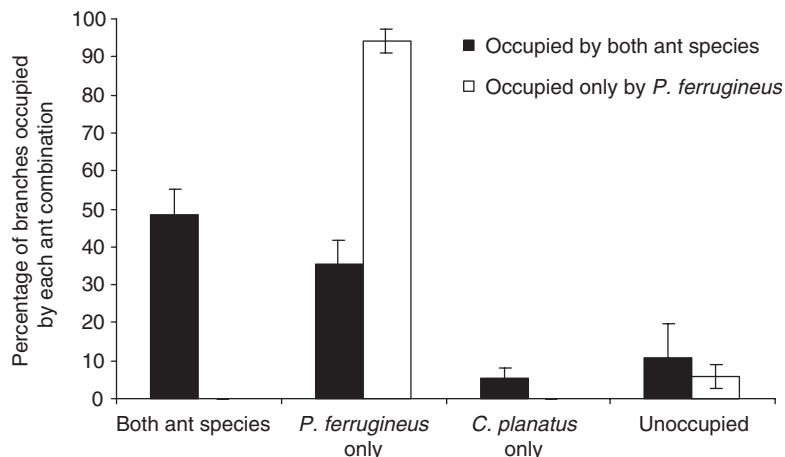 100
90
80
70
60
50
40
30
20
10
0
Percentage of branches occupied
by each ant combination
Occupied by both ant species
Occupied only by P. ferrugineus
Both ant species
P. ferrugineus
only
C. planatus
only
Unoccupied